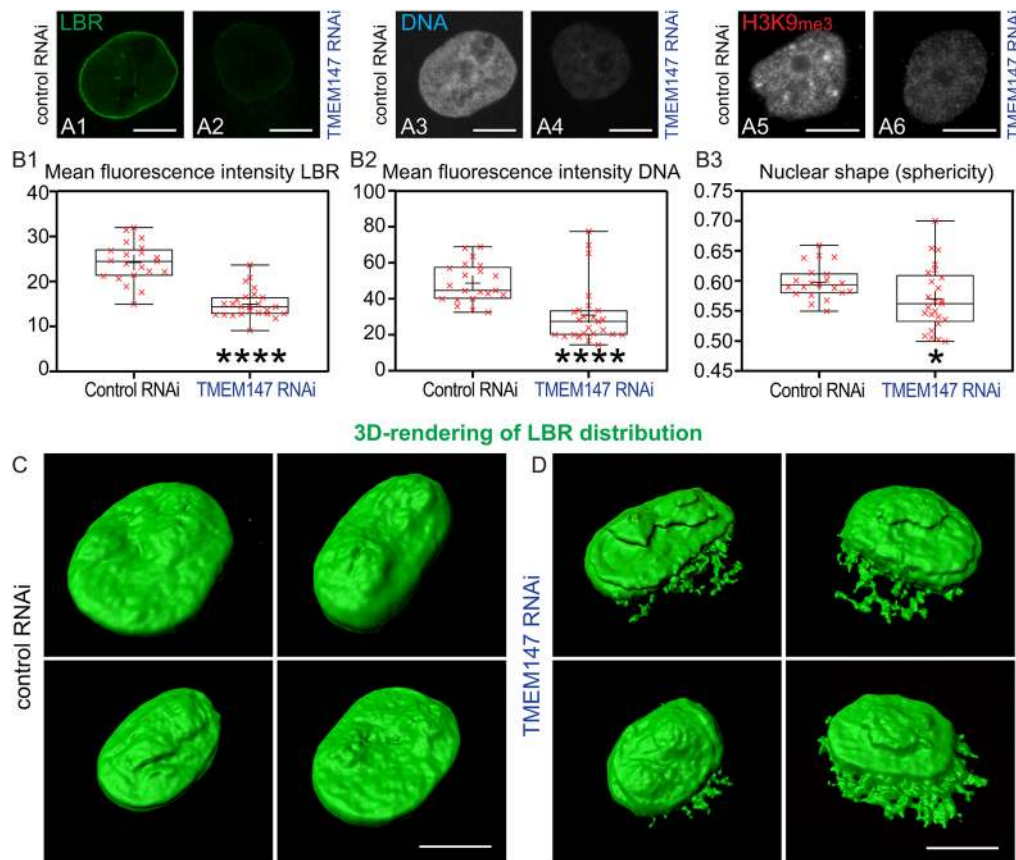 control RNAi
LBR
A1
A2
TMEM147 RNAi
control RNAi
DNA
A3
A4
TMEM147 RNAi
control RNAi
H3K9me3
A5
A6
TMEM147 RNAi
B1
Mean fluorescence intensity LBR
40
30
20
10
0
****
Control RNAi
TMEM147 RNAi
B2
Mean fluorescence intensity DNA
100
80
60
40
20
0
****
Control RNAi
TMEM147 RNAi
B3
Nuclear shape (sphericity)
0.75
0.70
0.65
0.60
0.55
0.50
0.45
*
Control RNAi
TMEM147 RNAi
3D-rendering of LBR distribution
C
control RNAi
D
TMEM147 RNAi